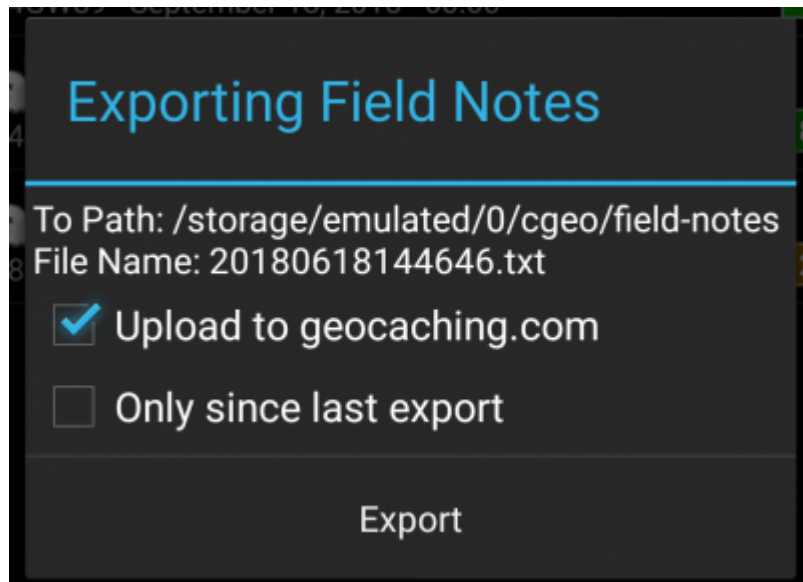 Exporting Field Notes
To Path: /storage/emulated/0/cgeo/field-notes
File Name: 20180618144646.txt
Upload to geocaching.com
Only since last export
Export